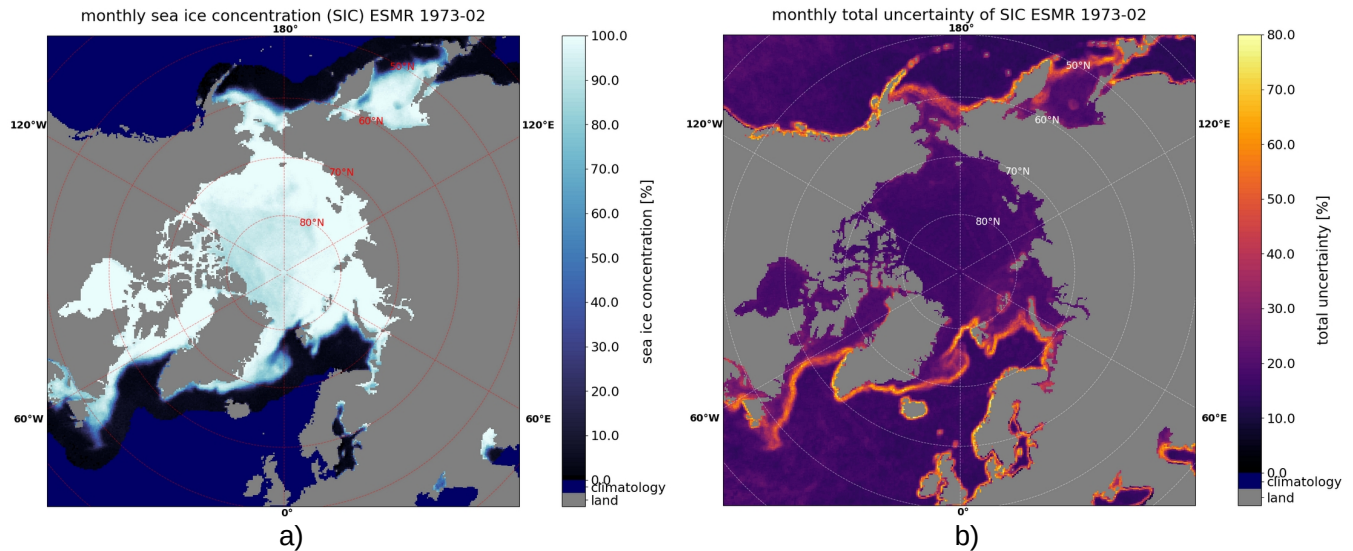 monthly sea ice concentration (SIC) ESMR 1973-02
180°
50°N
60°N
70°N
80°N
120°W
120°E
60°W
60°E
0°
100.0
90.0
80.0
70.0
60.0
50.0
40.0
30.0
20.0
10.0
0.0
climatology
land
sea ice concentration [%]
a)
monthly total uncertainty of SIC ESMR 1973-02
180°
50°N
60°N
70°N
80°N
120°W
120°E
60°W
60°E
0°
80.0
70.0
60.0
50.0
40.0
30.0
20.0
10.0
0.0
climatology
land
total uncertainty [%]
b)